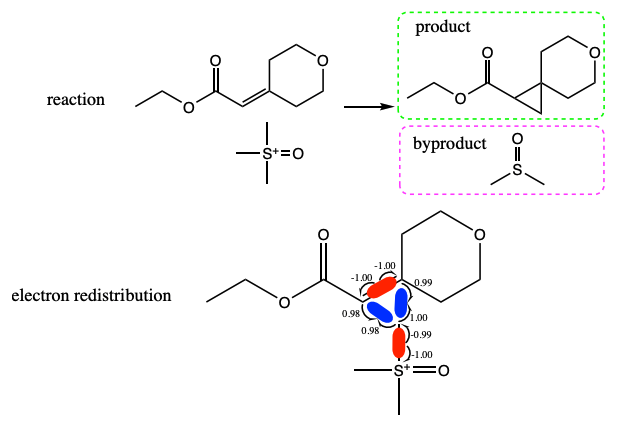 product
O
O
O
reaction
O
O
O
byproduct
O
S+=O
S
O
O
-1.00
-1.00
0.99
electron redistribution
O
0.98
1.00
0.98
-0.99
-1.00
S+
O